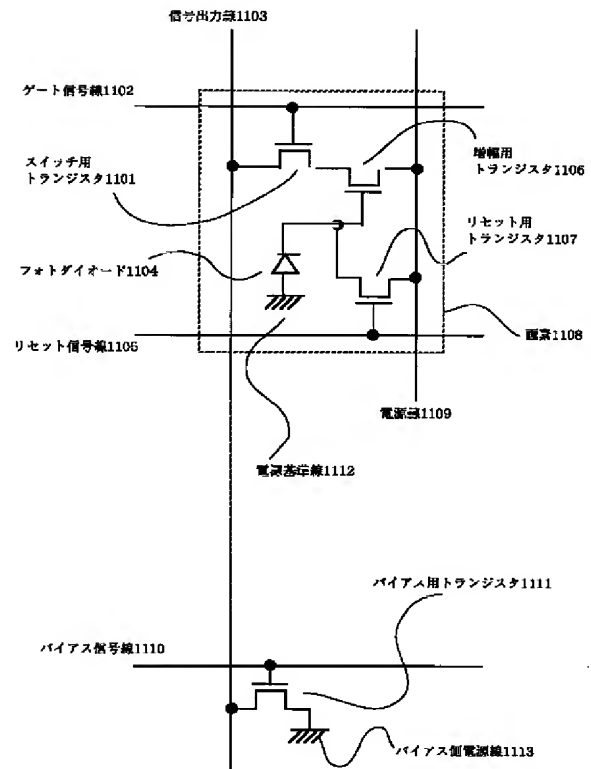 信号出力線1103
ゲート信号線1102
スイッチ用
トランジスタ1101
増幅用
トランジスタ1106
リセット用
トランジスタ1107
フォトダイオード1104
リセット信号線1105
画素1108
電源線1109
電源基準線1112
バイアス用トランジスタ1111
バイアス信号線1110
バイアス側電源線1113